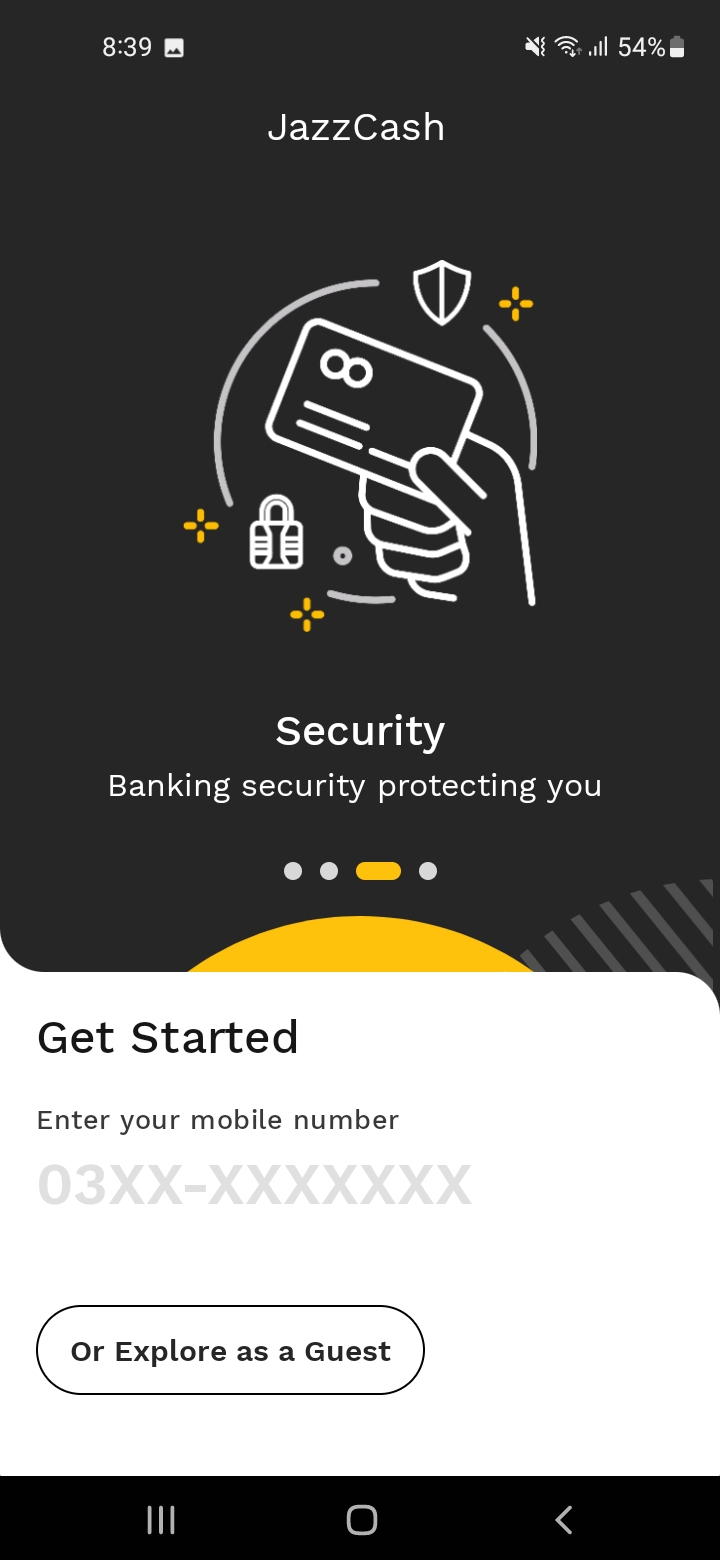 8:39
54%
JazzCash
Security
Banking security protecting you
Get Started
Enter your mobile number
03XX-XXXXXXX
Or Explore as a Guest